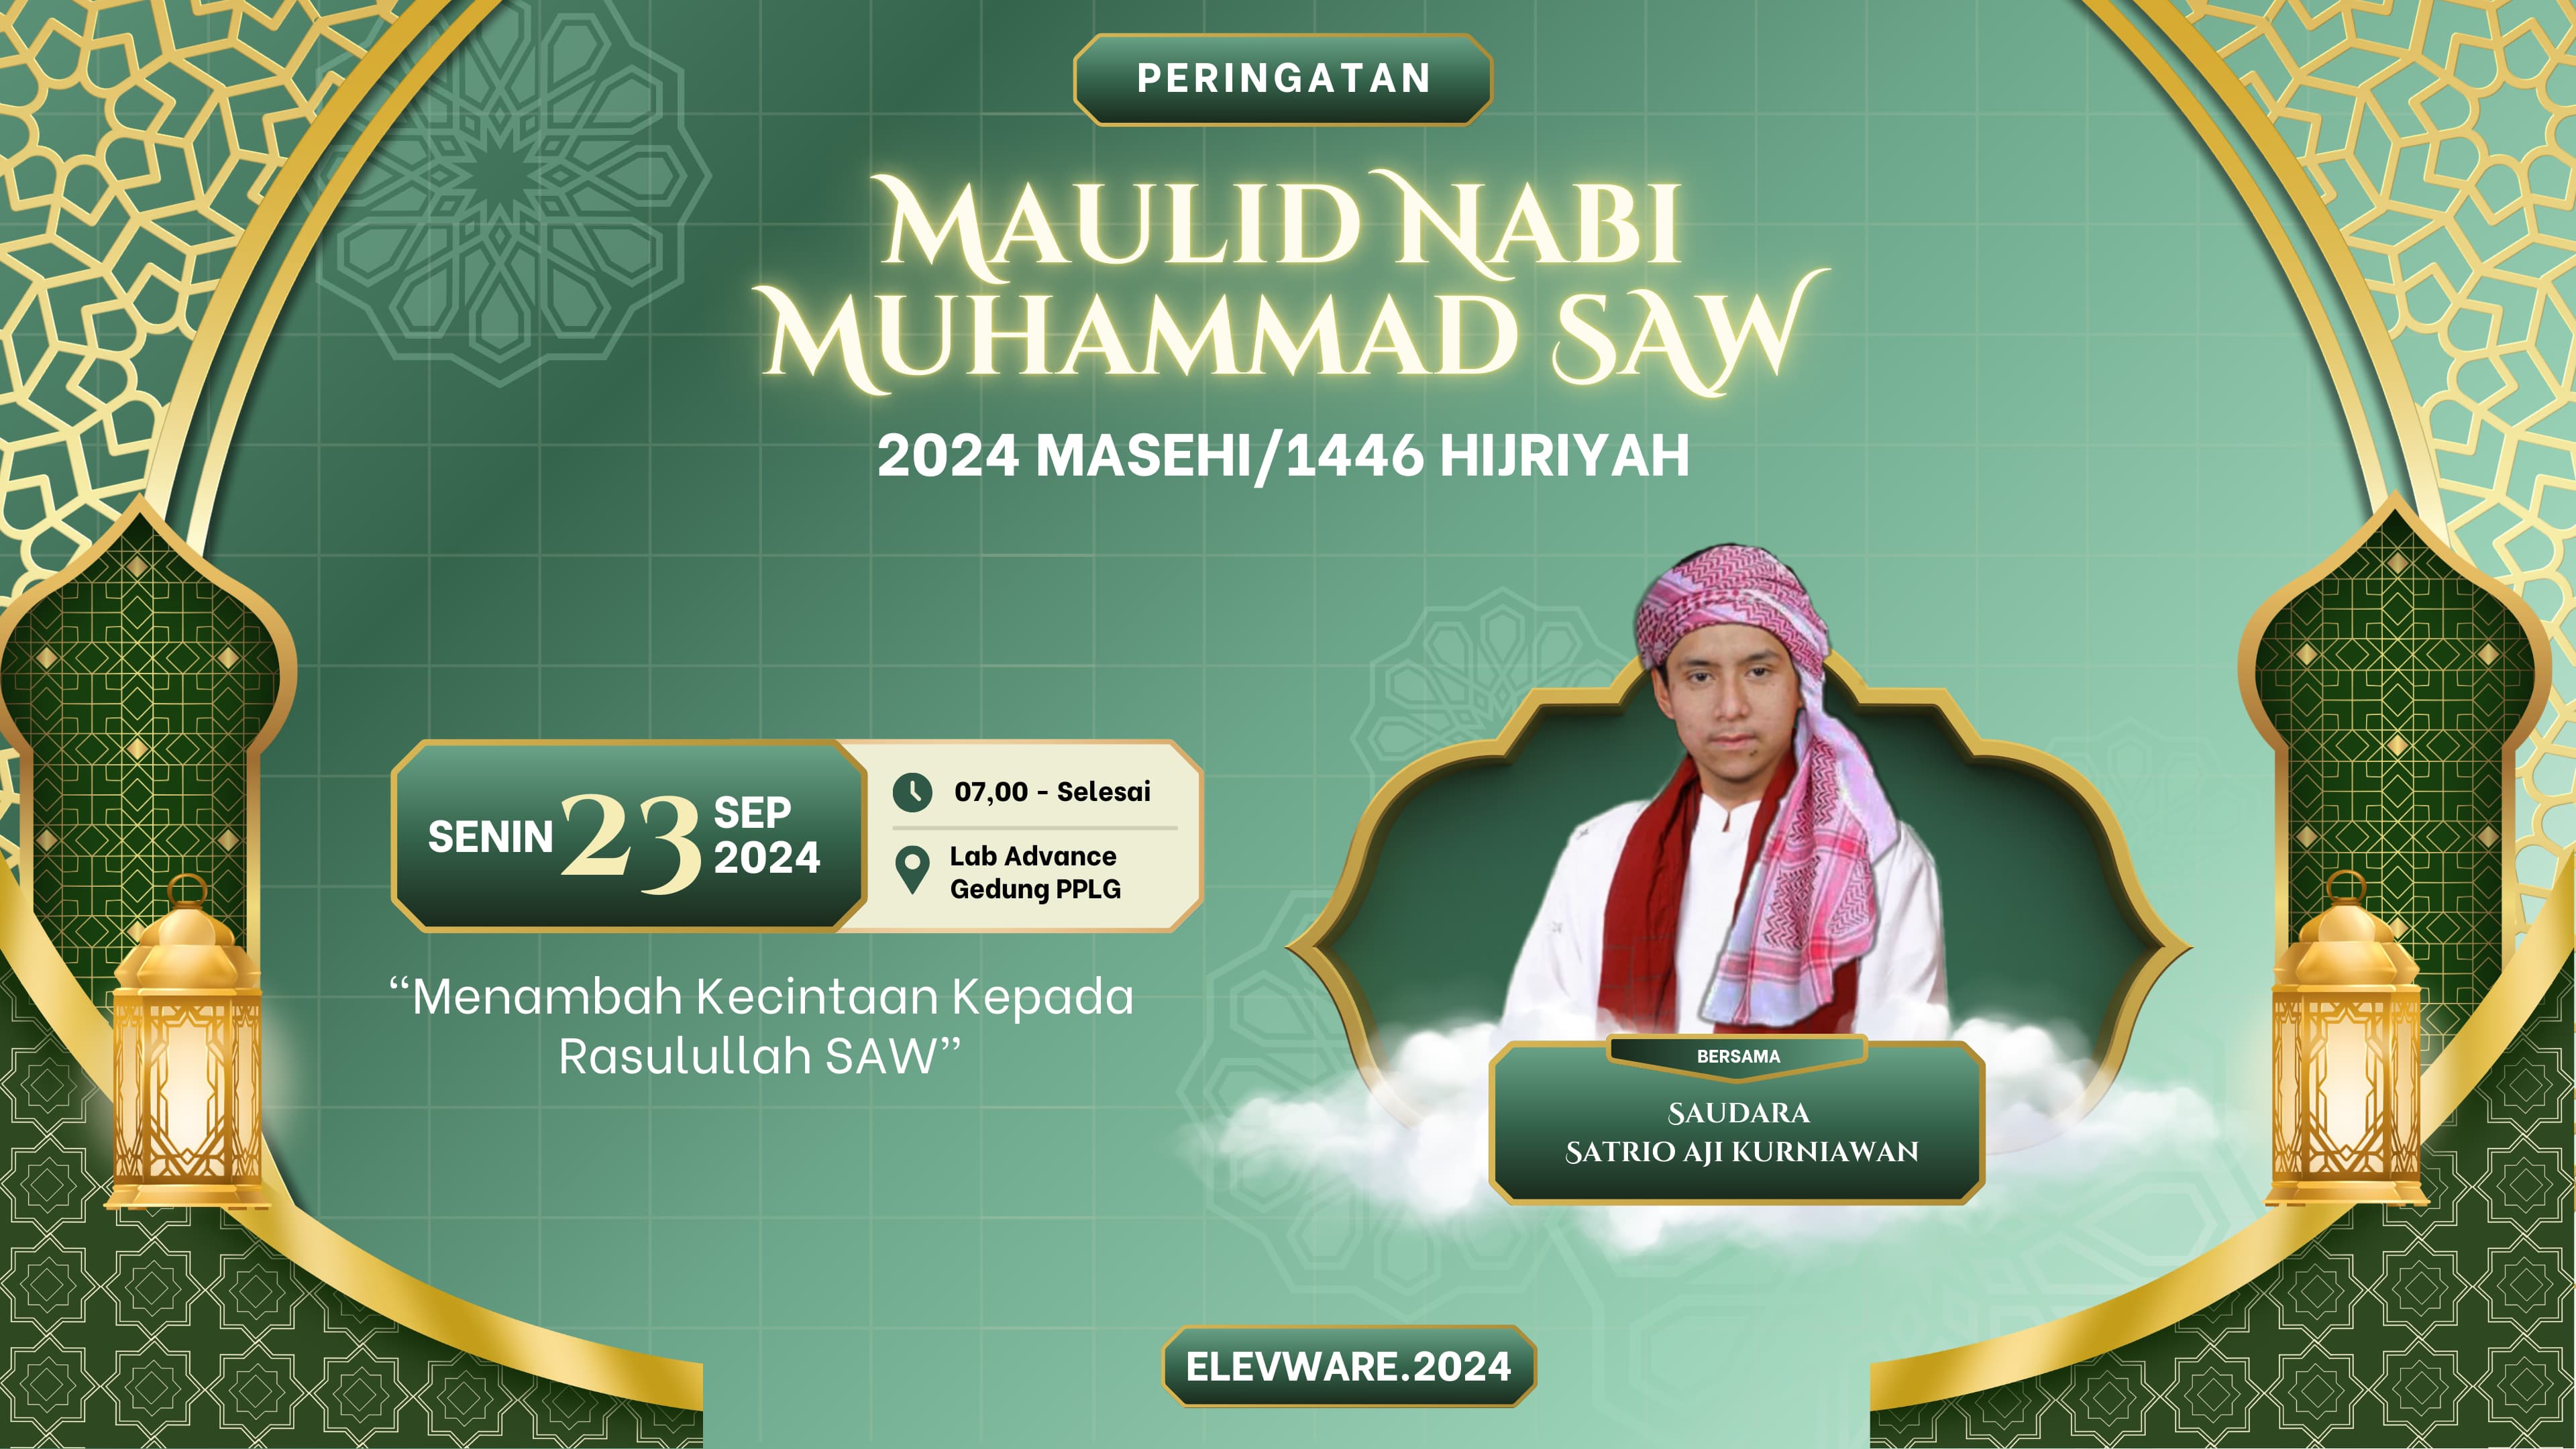 PERINGATAN
MAULID NABI
MUHAMMAD SAW
2024 MASEHI/1446 HIJRIYAH
SENIN 23 SEP
2024
07,00 - Selesai
Lab Advance
Gedung PPLG
“Menambah Kecintaan Kepada
Rasulullah SAW”
BERSAMA
SAUDARA
SATRIO AJI KURNIAWAN
ELEVWARE.2024